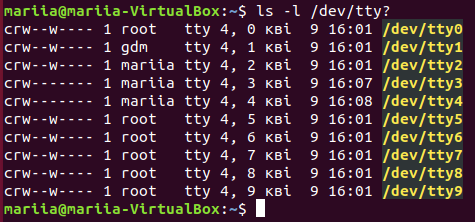 mariia@mariia-VirtualBox:~$ ls -l /dev/tty?
crw--w---- 1 root   tty 4, 0 кві  9 16:01 /dev/tty0
crw--w---- 1 gdm    tty 4, 1 кві  9 16:01 /dev/tty1
crw--w---- 1 mariia tty 4, 2 кві  9 16:01 /dev/tty2
crw------- 1 mariia tty 4, 3 кві  9 16:07 /dev/tty3
crw------- 1 mariia tty 4, 4 кві  9 16:08 /dev/tty4
crw--w---- 1 root   tty 4, 5 кві  9 16:01 /dev/tty5
crw--w---- 1 root   tty 4, 6 кві  9 16:01 /dev/tty6
crw--w---- 1 root   tty 4, 7 кві  9 16:01 /dev/tty7
crw--w---- 1 root   tty 4, 8 кві  9 16:01 /dev/tty8
crw--w---- 1 root   tty 4, 9 кві  9 16:01 /dev/tty9
mariia@mariia-VirtualBox:~$